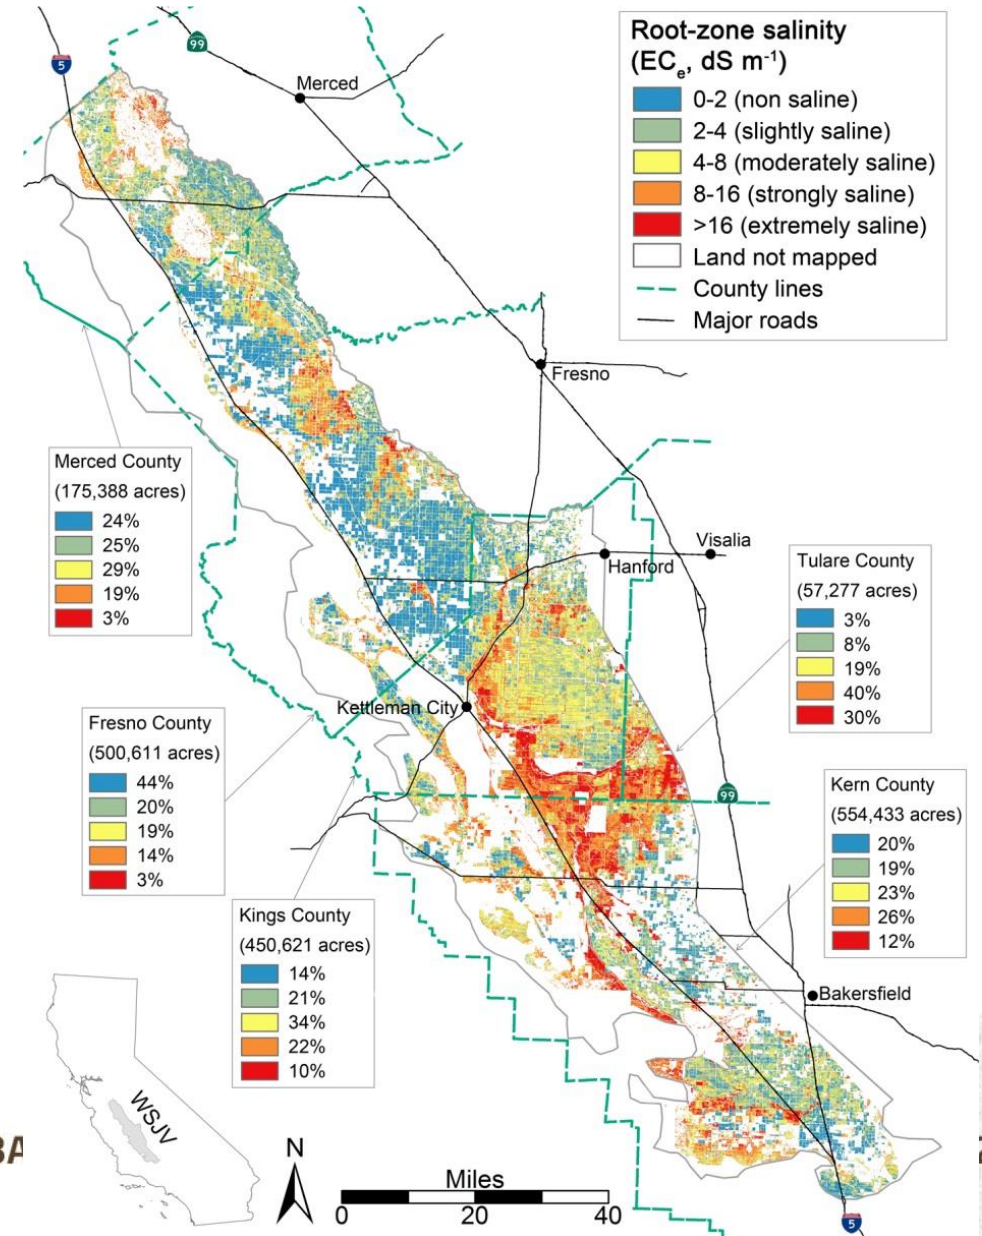 Root-zone salinity
(ECe, dS m-1)
0-2 (non saline)
2-4 (slightly saline)
4-8 (moderately saline)
8-16 (strongly saline)
>16 (extremely saline)
Land not mapped
County lines
Major roads
99
5
Merced
Fresno
Visalia
Hanford
Kettleman City
Bakersfield
99
5
Merced County
(175,388 acres)
24%
25%
29%
19%
3%
Tulare County
(57,277 acres)
3%
8%
19%
40%
30%
Fresno County
(500,611 acres)
44%
20%
19%
14%
3%
Kern County
(554,433 acres)
20%
19%
23%
26%
12%
Kings County
(450,621 acres)
14%
21%
34%
22%
10%
WSJV
N
Miles
0 20 40